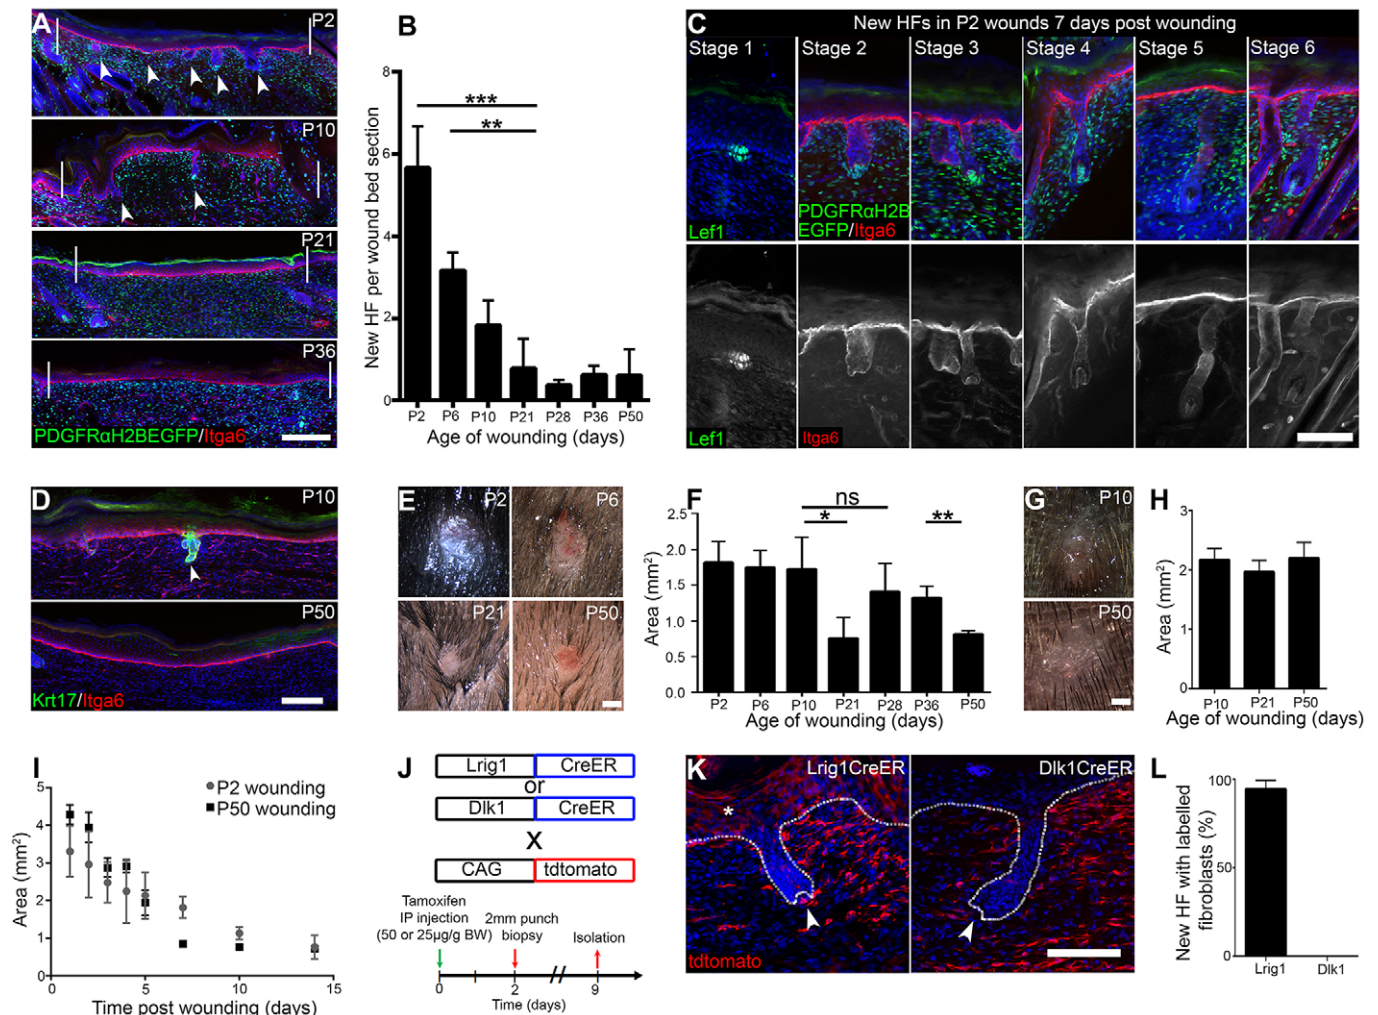 A
P2
P10
P21
P36
PDGFRαH2BEGFP/Itga6
B
New HF per wound bed section
8
6
4
2
0
***
**
P2 P6 P10 P21 P28 P36 P50
Age of wounding (days)
C
New HFs in P2 wounds 7 days post wounding
Stage 1 Stage 2 Stage 3 Stage 4 Stage 5 Stage 6
Lef1
PDGFRαH2B
EGFP/Itga6
Lef1
Itga6
D
P10
P50
Krt17/Itga6
E
P2
P6
P21
P50
F
Area (mm²)
2.5
2.0
1.5
1.0
0.5
0.0
ns
*
**
P2 P6 P10 P21 P28 P36 P50
Age of wounding (days)
G
P10
P50
H
Area (mm²)
3
2
1
0
P10 P21 P50
Age of wounding (days)
I
P2 wounding
P50 wounding
Area (mm²)
5
4
3
2
1
0
0 5 10 15
Time post wounding (days)
J
Lrig1 CreER
or
Dlk1 CreER
X
CAG tdtomato
Tamoxifen
IP injection
(50 or 25µg/g BW)
2mm punch
biopsy
Isolation
0 2 9
Time (days)
K
Lrig1CreER
*
tdtomato
Dlk1CreER
L
New HF with labelled
fibroblasts (%)
100
50
0
Lrig1 Dlk1